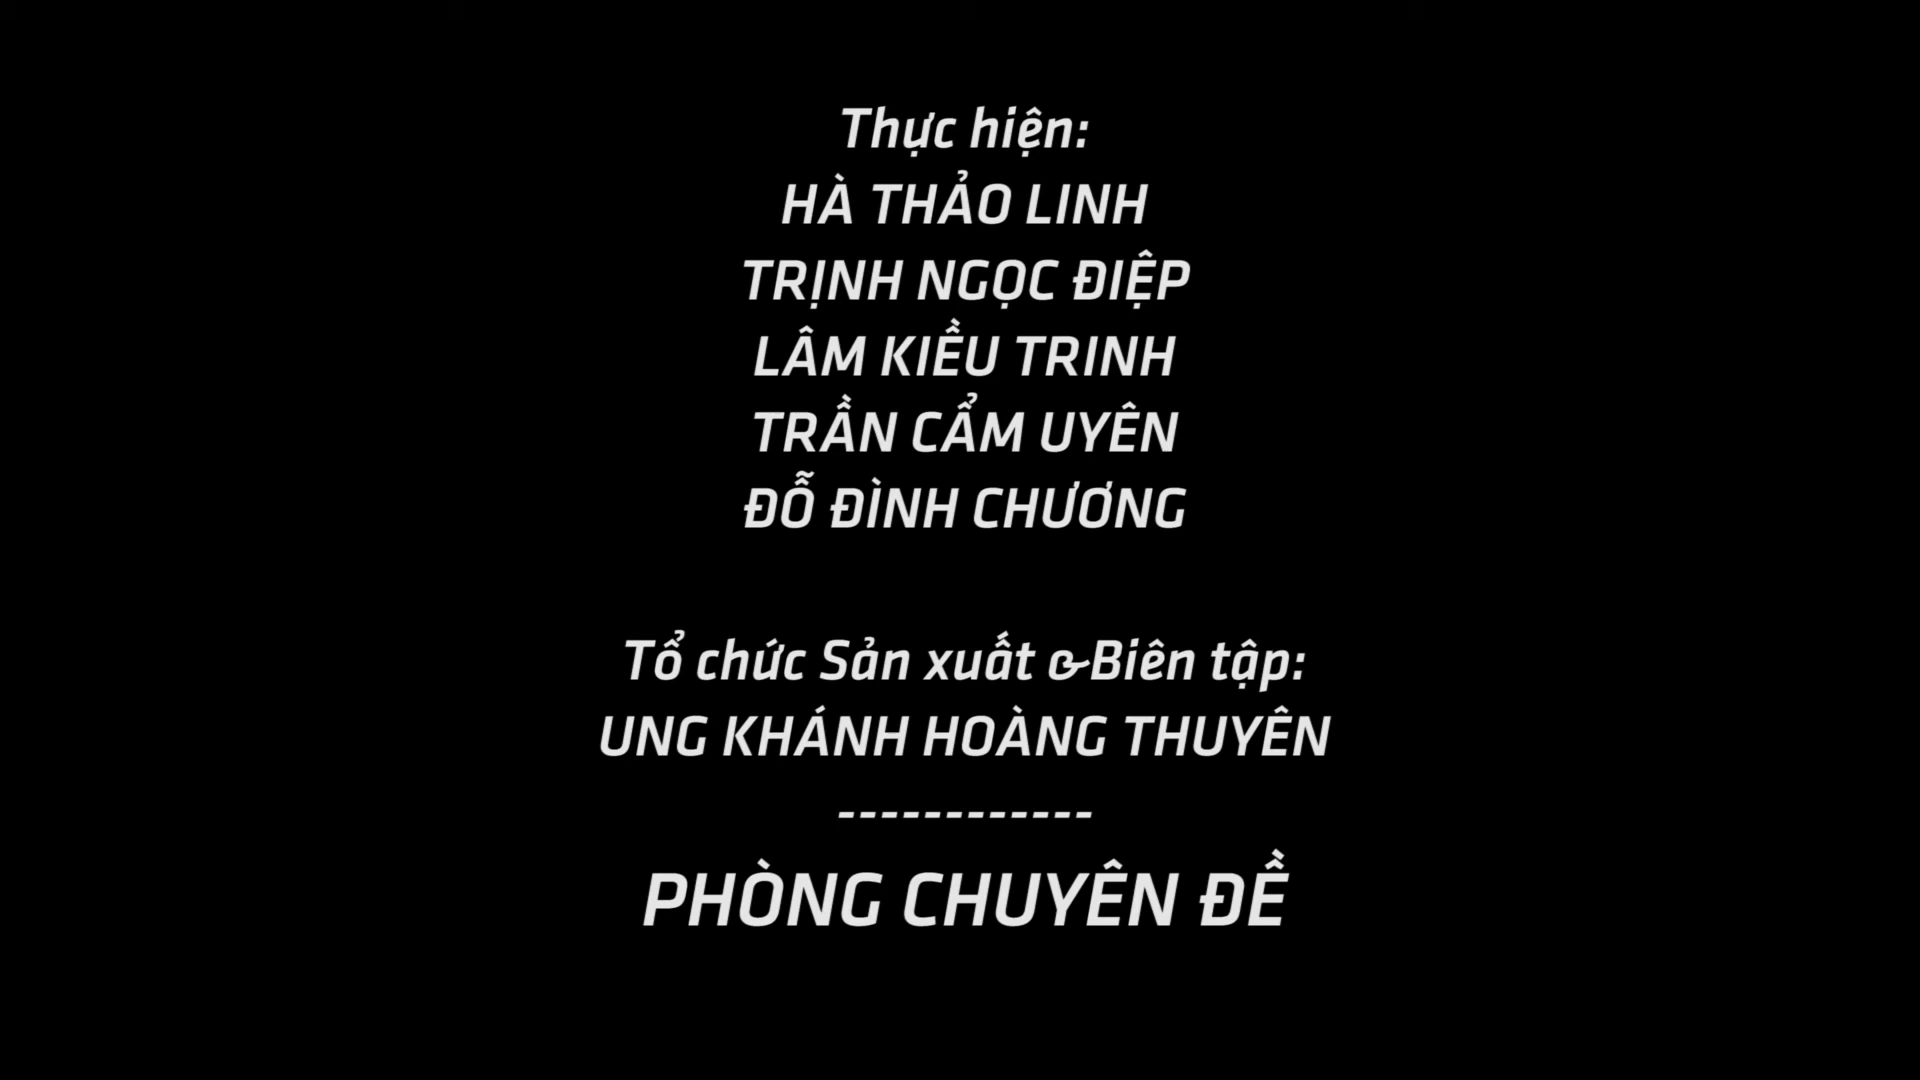 Thực hiện:
HÀ THẢO LINH
TRỊNH NGỌC ĐIỆP
LÂM KIỀU TRINH
TRẦN CẨM UYÊN
ĐỖ ĐÌNH CHƯƠNG
Tổ chức Sản xuất &Biên tập:
UNG KHÁNH HOÀNG THUYÊN
------------
PHÒNG CHUYÊN ĐỀ